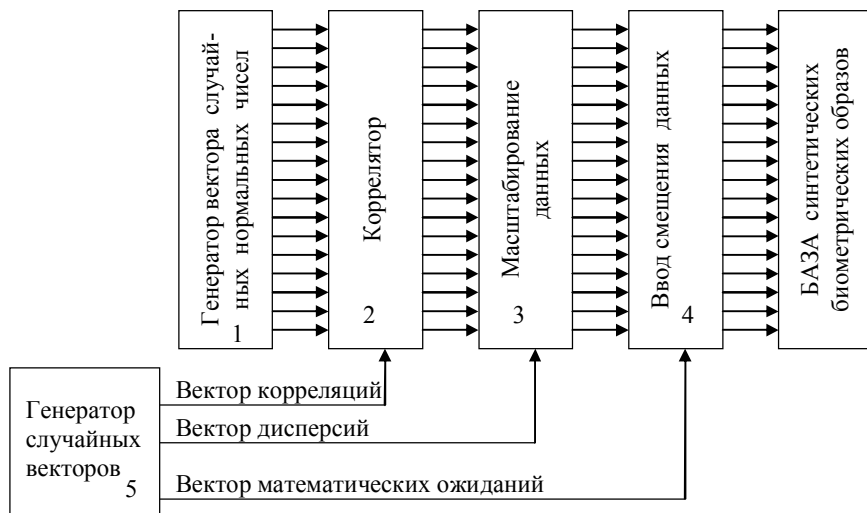 Генератор вектора случай-
ных нормальных чисел
1
Коррелятор
2
Масштабирование
данных
3
Ввод смещения данных
4
БАЗА синтетических
биометрических образов
Генератор
случайных
векторов
5
Вектор корреляций
Вектор дисперсий
Вектор математических ожиданий